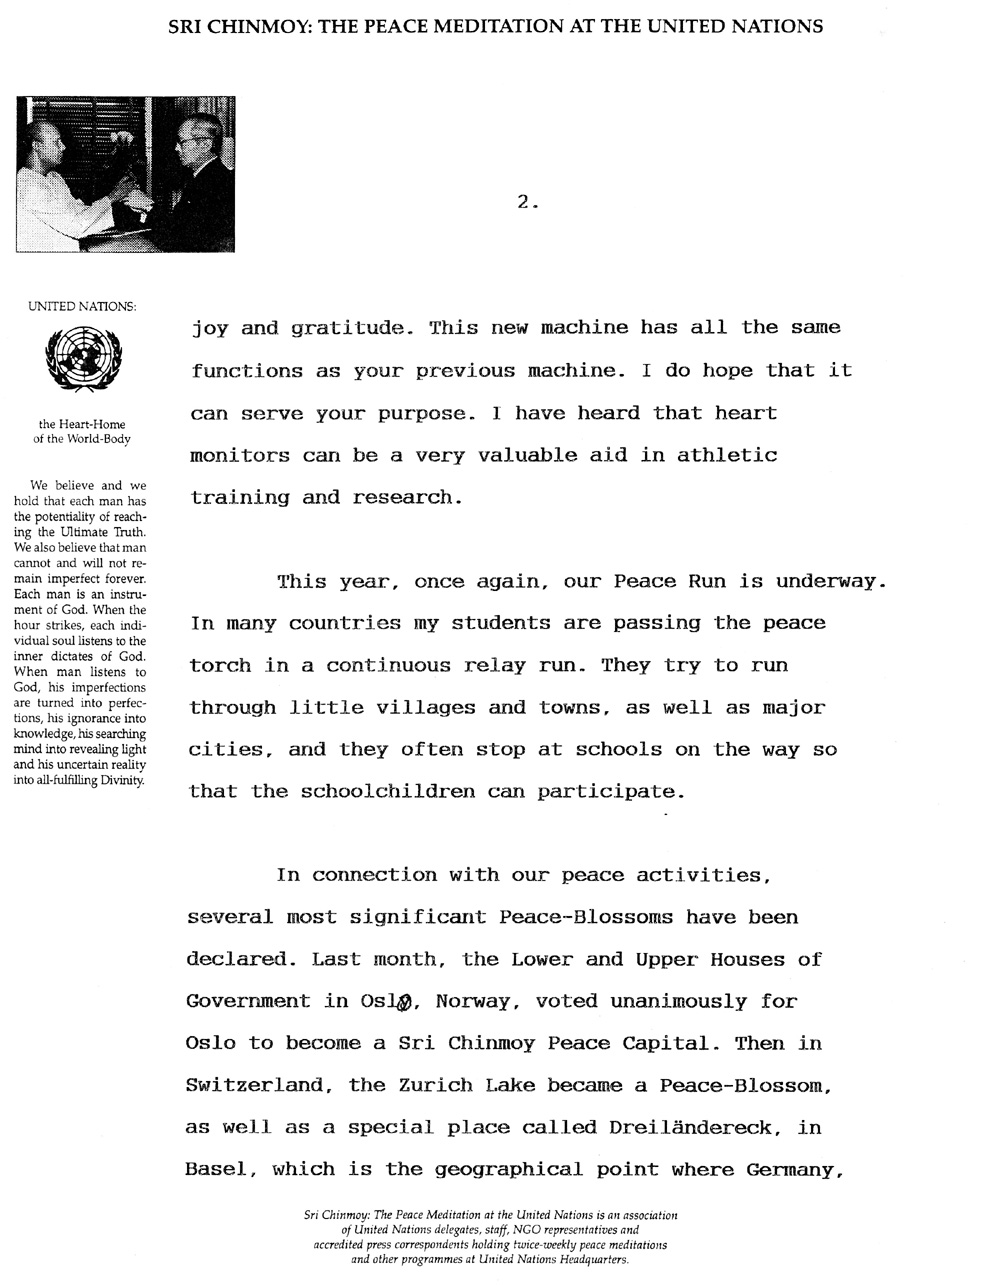 SRI CHINMOY: THE PEACE MEDITATION AT THE UNITED NATIONS
2.
UNITED NATIONS:
the Heart-Home
of the World-Body
We believe and we
hold that each man has
the potentiality of reach-
ing the Ultimate Truth.
We also believe that man
cannot and will not re-
main imperfect forever.
Each man is an instru-
ment of God. When the
hour strikes, each indi-
vidual soul listens to the
inner dictates of God.
When man listens to
God, his imperfections
are turned into perfec-
tions, his ignorance into
knowledge, his searching
mind into revealing light
and his uncertain reality
into all-fulfilling Divinity.
joy and gratitude. This new machine has all the same
functions as your previous machine. I do hope that it
can serve your purpose. I have heard that heart
monitors can be a very valuable aid in athletic
training and research.
This year, once again, our Peace Run is underway.
In many countries my students are passing the peace
torch in a continuous relay run. They try to run
through little villages and towns, as well as major
cities, and they often stop at schools on the way so
that the schoolchildren can participate.
In connection with our peace activities,
several most significant Peace-Blossoms have been
declared. Last month, the Lower and Upper Houses of
Government in Oslo, Norway, voted unanimously for
Oslo to become a Sri Chinmoy Peace Capital. Then in
Switzerland, the Zurich Lake became a Peace-Blossom,
as well as a special place called Dreiländereck, in
Basel, which is the geographical point where Germany,
Sri Chinmoy: The Peace Meditation at the United Nations is an association
of United Nations delegates, staff, NGO representatives and
accredited press correspondents holding twice-weekly peace meditations
and other programmes at United Nations Headquarters.